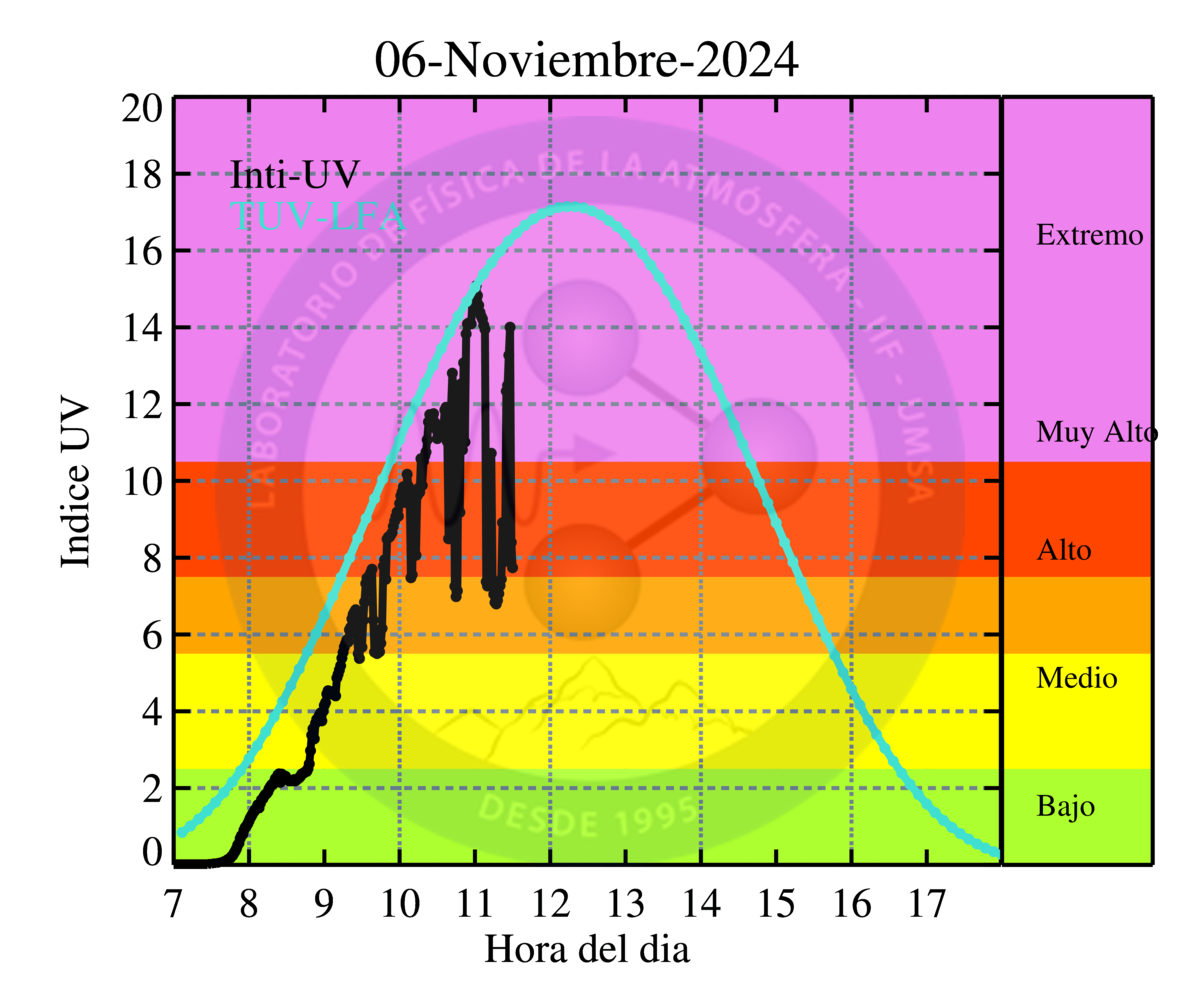 06-Noviembre-2024
20
18
16
14
12
10
8
6
4
2
0
Indice UV
Inti-UV
TUV-LFA
LABORATORIO DE FÍSICA DE LA ATMÓSFERA - IIF - UMSA
DESDE 1995
Extremo
Muy Alto
Alto
Medio
Bajo
7 8 9 10 11 12 13 14 15 16 17
Hora del dia